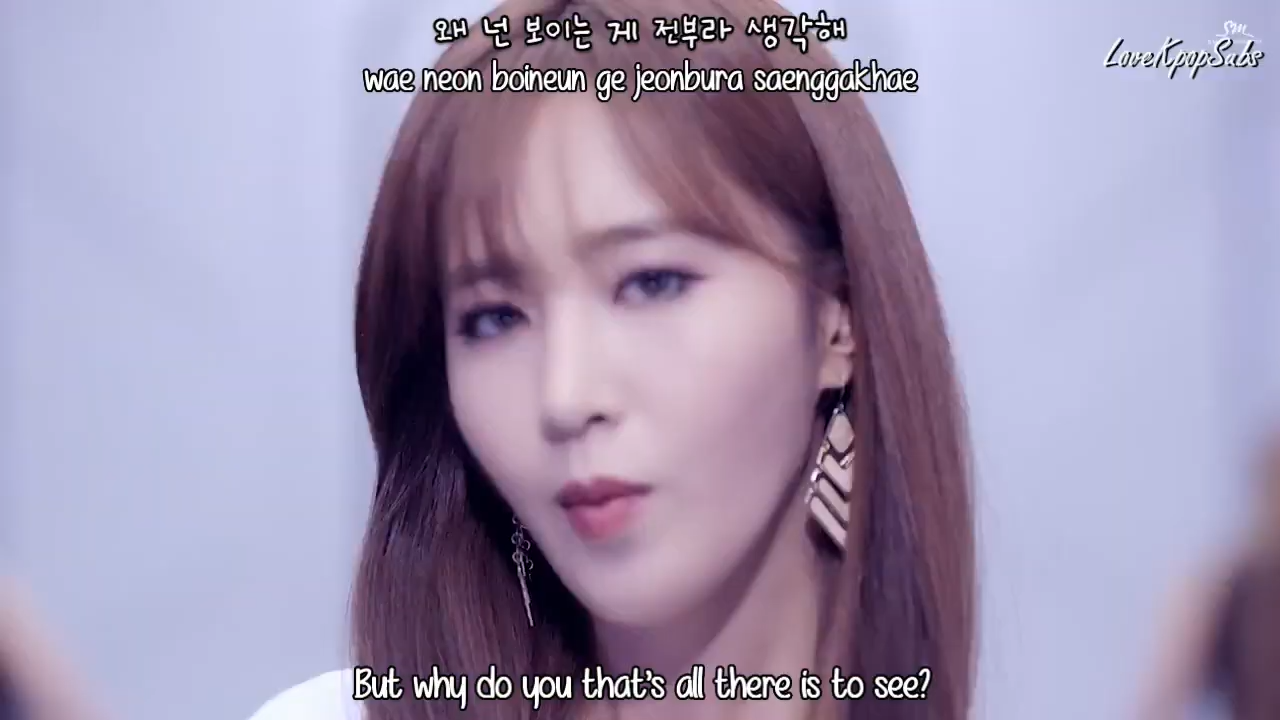 왜 넌 보이는 게 전부라 생각해
wae neon boineun ge jeonbura saenggakhae
sm
LoveKpopSubs
But why do you that's all there is to see?